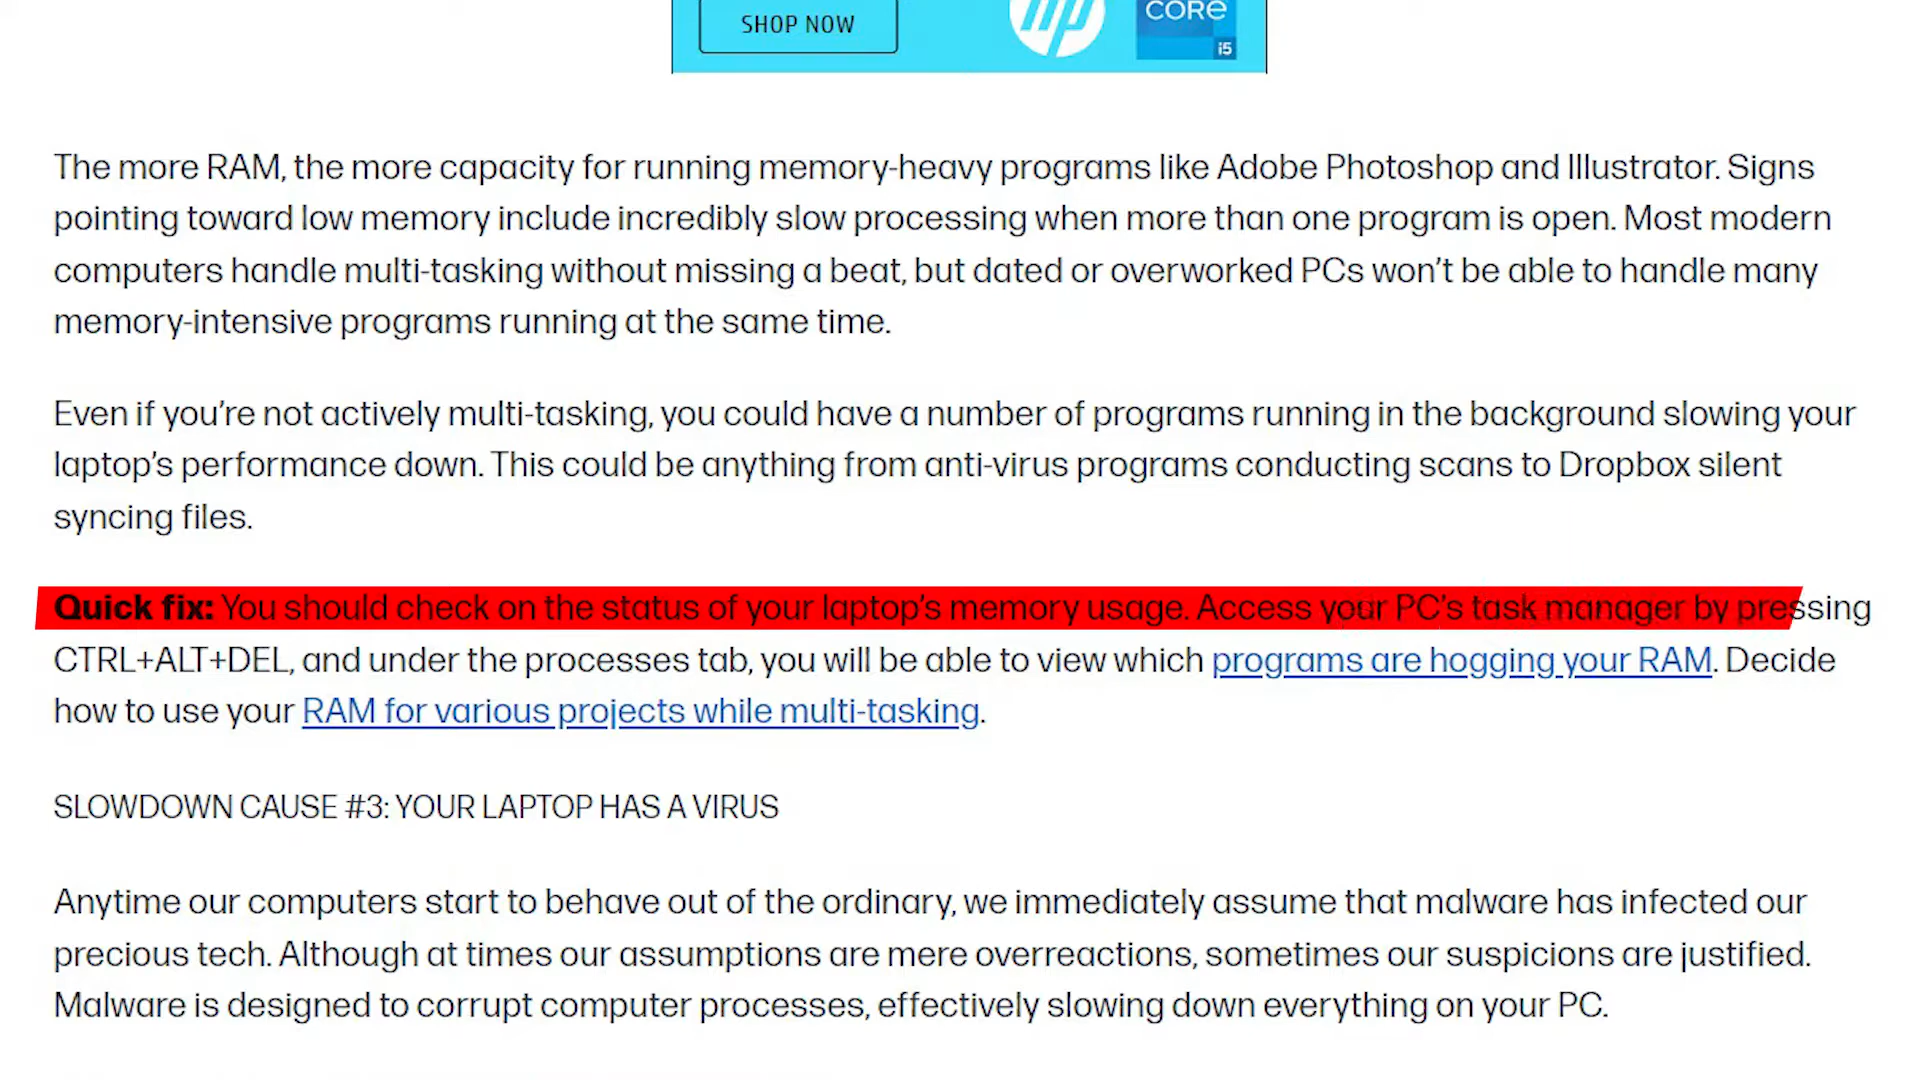 SHOP NOW
hp
CORE
i5
The more RAM, the more capacity for running memory-heavy programs like Adobe Photoshop and Illustrator. Signs
pointing toward low memory include incredibly slow processing when more than one program is open. Most modern
computers handle multi-tasking without missing a beat, but dated or overworked PCs won’t be able to handle many
memory-intensive programs running at the same time.
Even if you’re not actively multi-tasking, you could have a number of programs running in the background slowing your
laptop’s performance down. This could be anything from anti-virus programs conducting scans to Dropbox silent
syncing files.
Quick fix: You should check on the status of your laptop’s memory usage. Access your PC’s task manager by pressing
CTRL+ALT+DEL, and under the processes tab, you will be able to view which programs are hogging your RAM. Decide
how to use your RAM for various projects while multi-tasking.
SLOWDOWN CAUSE #3: YOUR LAPTOP HAS A VIRUS
Anytime our computers start to behave out of the ordinary, we immediately assume that malware has infected our
precious tech. Although at times our assumptions are mere overreactions, sometimes our suspicions are justified.
Malware is designed to corrupt computer processes, effectively slowing down everything on your PC.